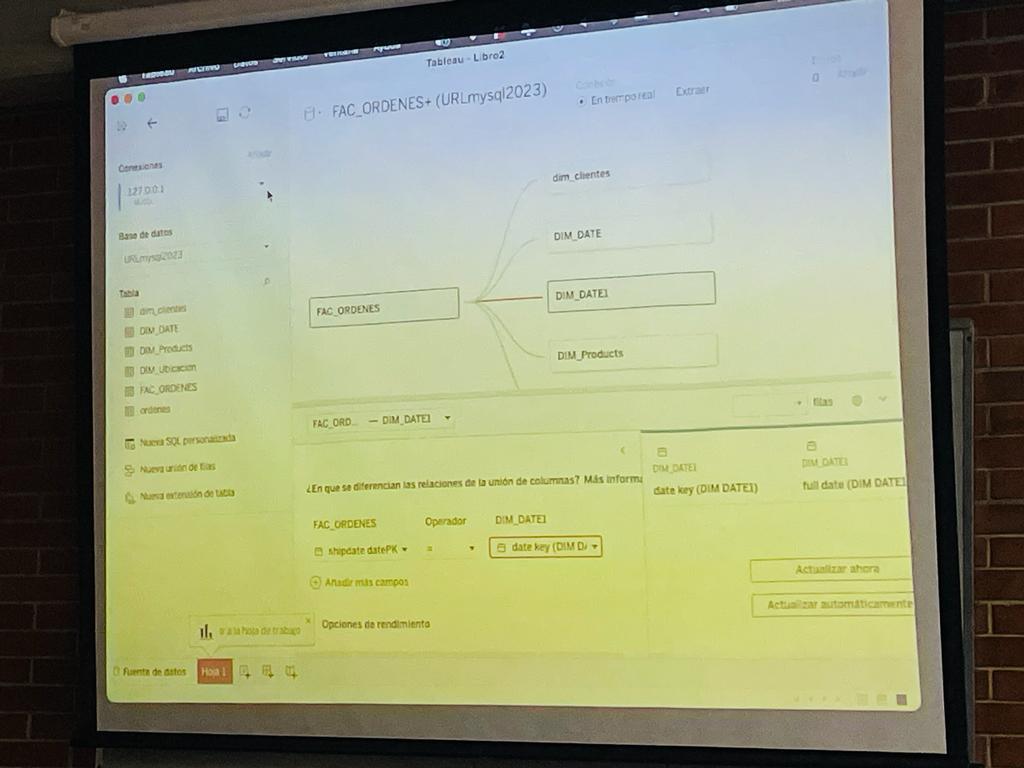 Tableau Archivo Datos Servidor Ventana Ayuda
Tableau - Libro2
FAC_ORDENES+ (URLmysql2023)
Conexión
En tiempo real Extraer
0 Añadir
Conexiones Añadir
127.0.0.1
MySQL
Base de datos
URLmysql2023
Tabla
dim_clientes
DIM_DATE
DIM_Products
DIM_Ubicacion
FAC_ORDENES
ordenes
Nueva SQL personalizada
Nueva unión de filas
Nueva extensión de tabla
FAC_ORDENES
dim_clientes
DIM_DATE
DIM_DATE1
DIM_Products
FAC_ORD... — DIM_DATE1
filas
¿En que se diferencian las relaciones de la unión de columnas? Más informa
FAC_ORDENES Operador DIM_DATE1
shipdate datePK = date key (DIM D
Añadir más campos
Opciones de rendimiento
DIM_DATE1 DIM_DATE1
date key (DIM DATE1) full date (DIM DATE1
Actualizar ahora
Actualizar automáticamente
Ir a la hoja de trabajo
Fuente de datos Hoja 1